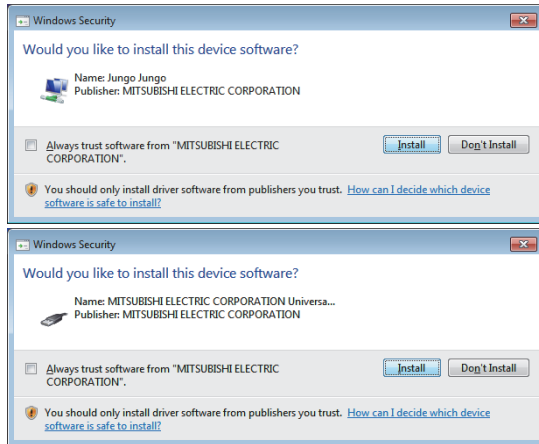 Windows Security
Would you like to install this device software?
Name: Jungo Jungo
Publisher: MITSUBISHI ELECTRIC CORPORATION
Always trust software from "MITSUBISHI ELECTRIC
CORPORATION".
Install
Don't Install
You should only install driver software from publishers you trust. How can I decide which device
software is safe to install?
Windows Security
Would you like to install this device software?
Name: MITSUBISHI ELECTRIC CORPORATION Universa...
Publisher: MITSUBISHI ELECTRIC CORPORATION
Always trust software from "MITSUBISHI ELECTRIC
CORPORATION".
Install
Don't Install
You should only install driver software from publishers you trust. How can I decide which device
software is safe to install?